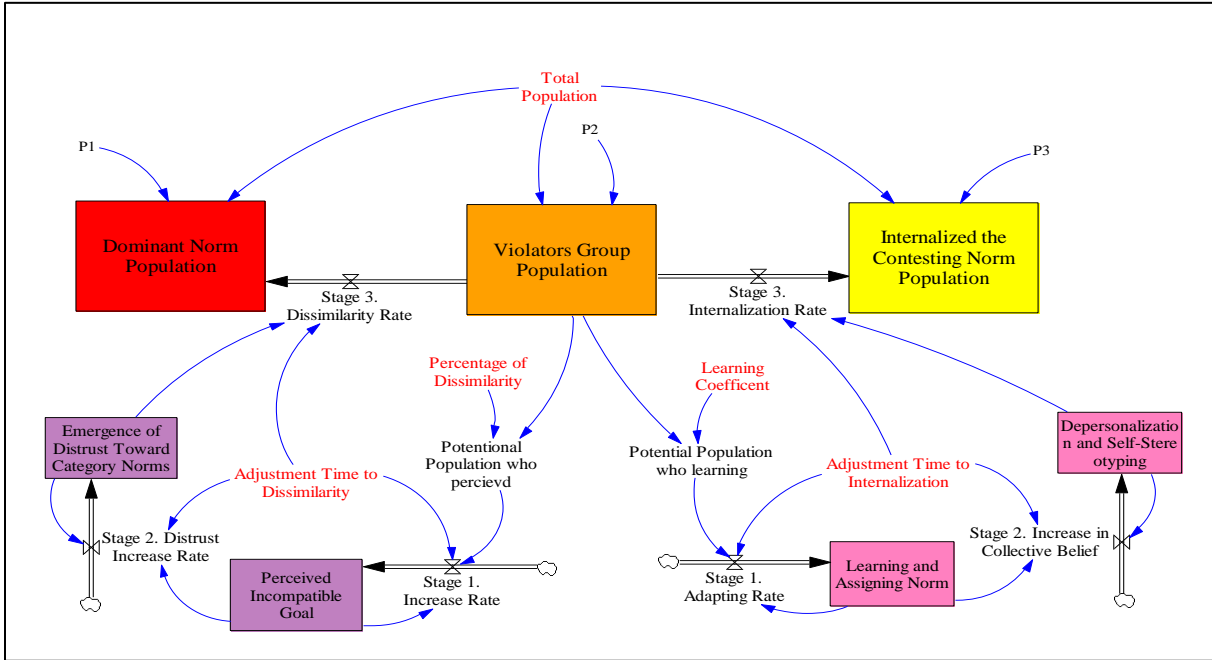 Total
Population
P1
P2
P3
Dominant Norm
Population
Violators Group
Population
Internalized the
Contesting Norm
Population
Stage 3.
Dissimilarity Rate
Stage 3.
Internalization Rate
Percentage of
Dissimilarity
Learning
Coefficent
Emergence of
Distrust Toward
Category Norms
Depersonalizatio
n and Self-Stere
otyping
Potentional
Population who
percievd
Potential Population
who learning
Adjustment Time to
Dissimilarity
Adjustment Time to
Internalization
Stage 2. Distrust
Increase Rate
Stage 2. Increase in
Collective Belief
Perceived
Incompatible
Goal
Stage 1.
Increase Rate
Stage 1.
Adapting Rate
Learning and
Assigning Norm